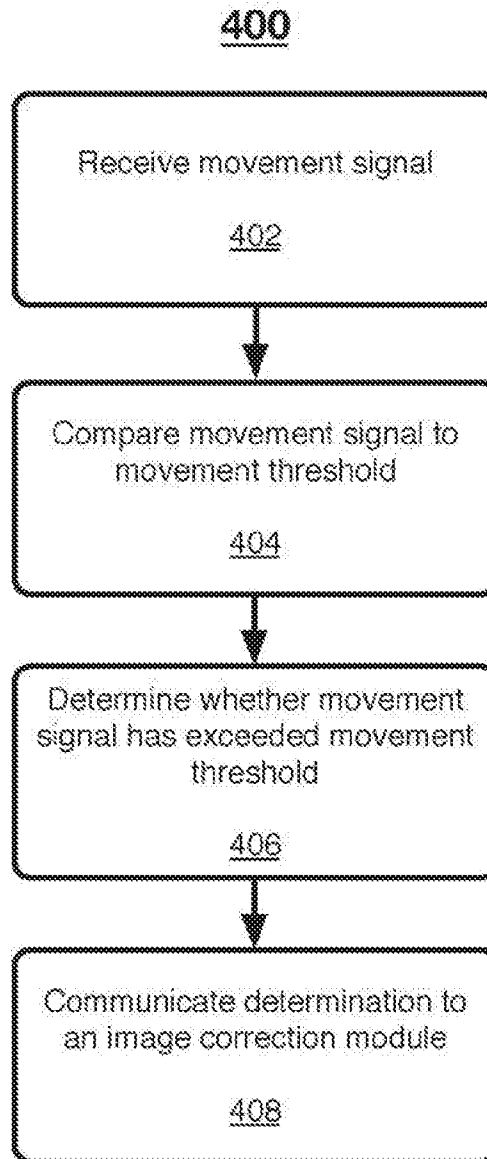 400
Receive movement signal
402
Compare movement signal to
movement threshold
404
Determine whether movement
signal has exceeded movement
threshold
406
Communicate determination to
an image correction module
408